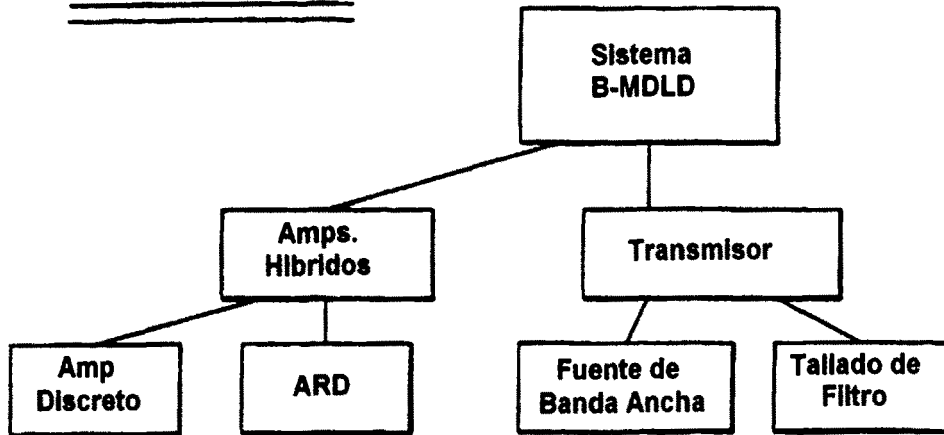 Sistema
B-MDLD
Amps.
Hibridos
Transmisor
Amp
Discreto
ARD
Fuente de
Banda Ancha
Tallado de
Filtro